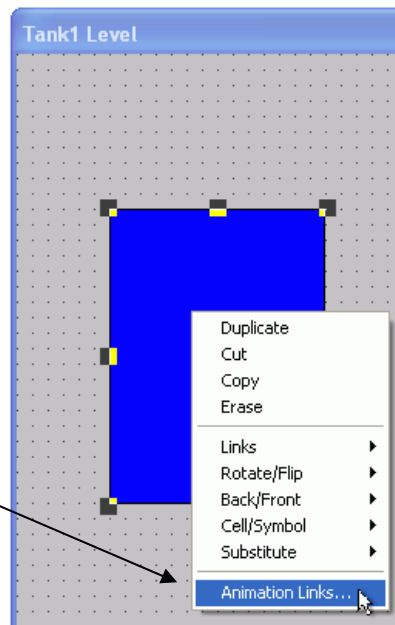 Tank1 Level
Duplicate
Cut
Copy
Erase
Links
Rotate/Flip
Back/Front
Cell/Symbol
Substitute
Animation Links...